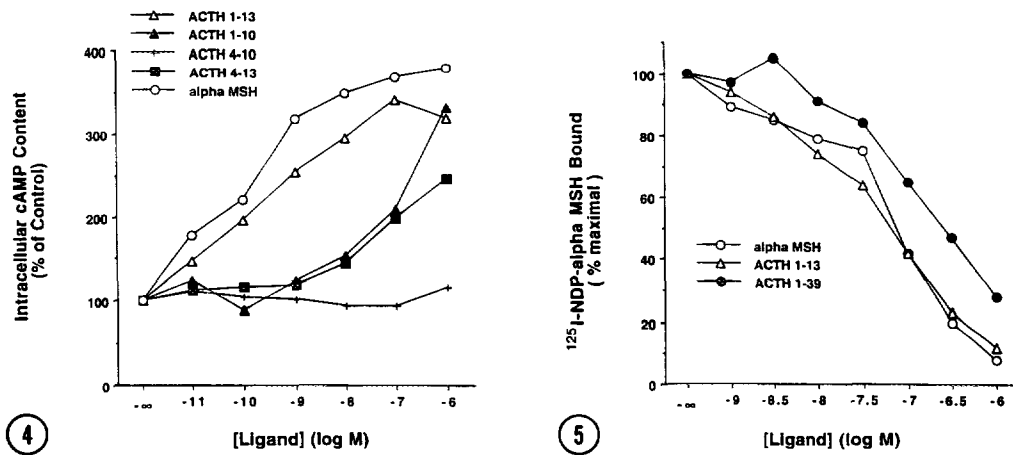 ACTH 1-13
ACTH 1-10
ACTH 4-10
ACTH 4-13
alpha MSH
Intracellular cAMP Content
(% of Control)
400
300
200
100
0
-∞ -11 -10 -9 -8 -7 -6
[Ligand] (log M)
4
125I-NDP-alpha MSH Bound
( % maximal)
100
80
60
40
20
0
alpha MSH
ACTH 1-13
ACTH 1-39
-∞ -9 -8.5 -8 -7.5 -7 -6.5 -6
[Ligand] (log M)
5